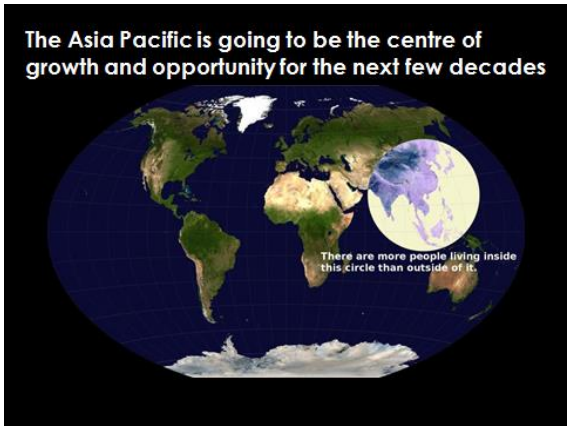 The Asia Pacific is going to be the centre of
growth and opportunity for the next few decades
There are more people living inside
this circle than outside of it.